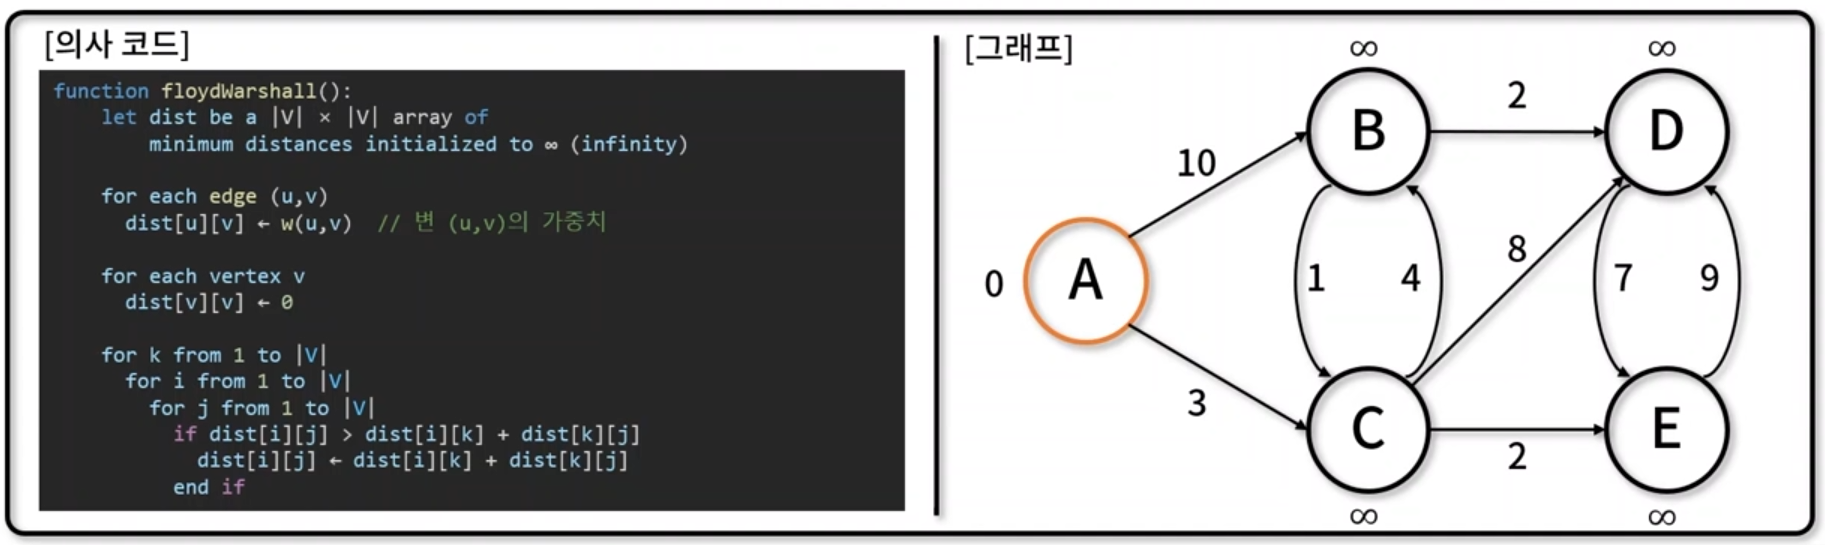 [의사 코드]
function floydWarshall():
let dist be a |V| × |V| array of
minimum distances initialized to ∞ (infinity)
for each edge (u,v)
dist[u][v] ← w(u,v)  // 변 (u,v)의 가중치
for each vertex v
dist[v][v] ← 0
for k from 1 to |V|
for i from 1 to |V|
for j from 1 to |V|
if dist[i][j] > dist[i][k] + dist[k][j]
dist[i][j] ← dist[i][k] + dist[k][j]
end if
[그래프]
∞
∞
B
2
D
10
0
A
1
4
8
7
9
3
C
2
E
∞
∞